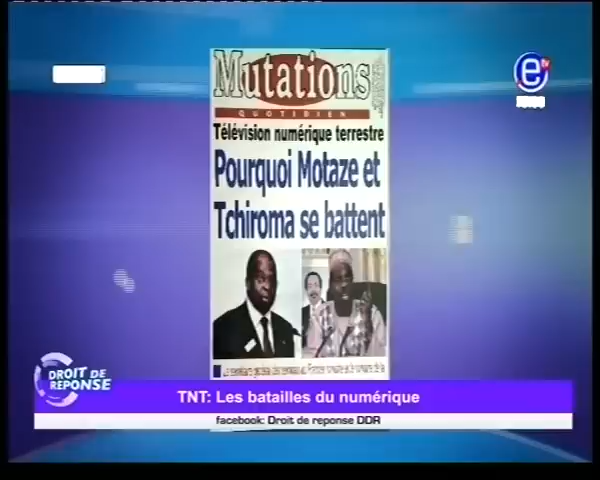 Mutations
QUOTIDIEN
Télévision numérique terrestre
Pourquoi Motaze et
Tchiroma se battent
e tv
DROIT DE
REPONSE
TNT: Les batailles du numérique
facebook: Droit de reponse DDR